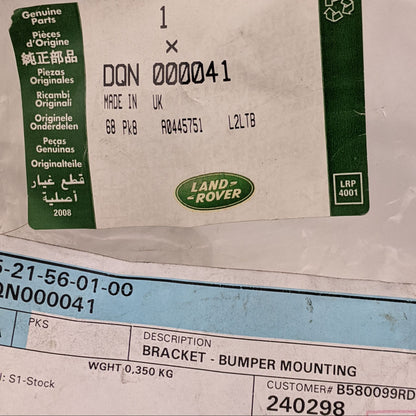 Genuine
Parts
Pièces
d'Origine
純正部品
Piezas
Originales
Ricambi
Originali
Originele
Onderdelen
Peças
Genuinas
Originalteile
قطع غيار
أصلية
2008
1
×
DQN 000041
MADE IN UK
68 Pk8 A0445751 L2LTB
LAND-
-ROVER
LRP
4001
5-21-56-01-00
QN000041
PKS
DESCRIPTION
BRACKET - BUMPER MOUNTING
WGHT 0,350 KG
: S1-Stock
CUSTOMER# B580099RD
240298